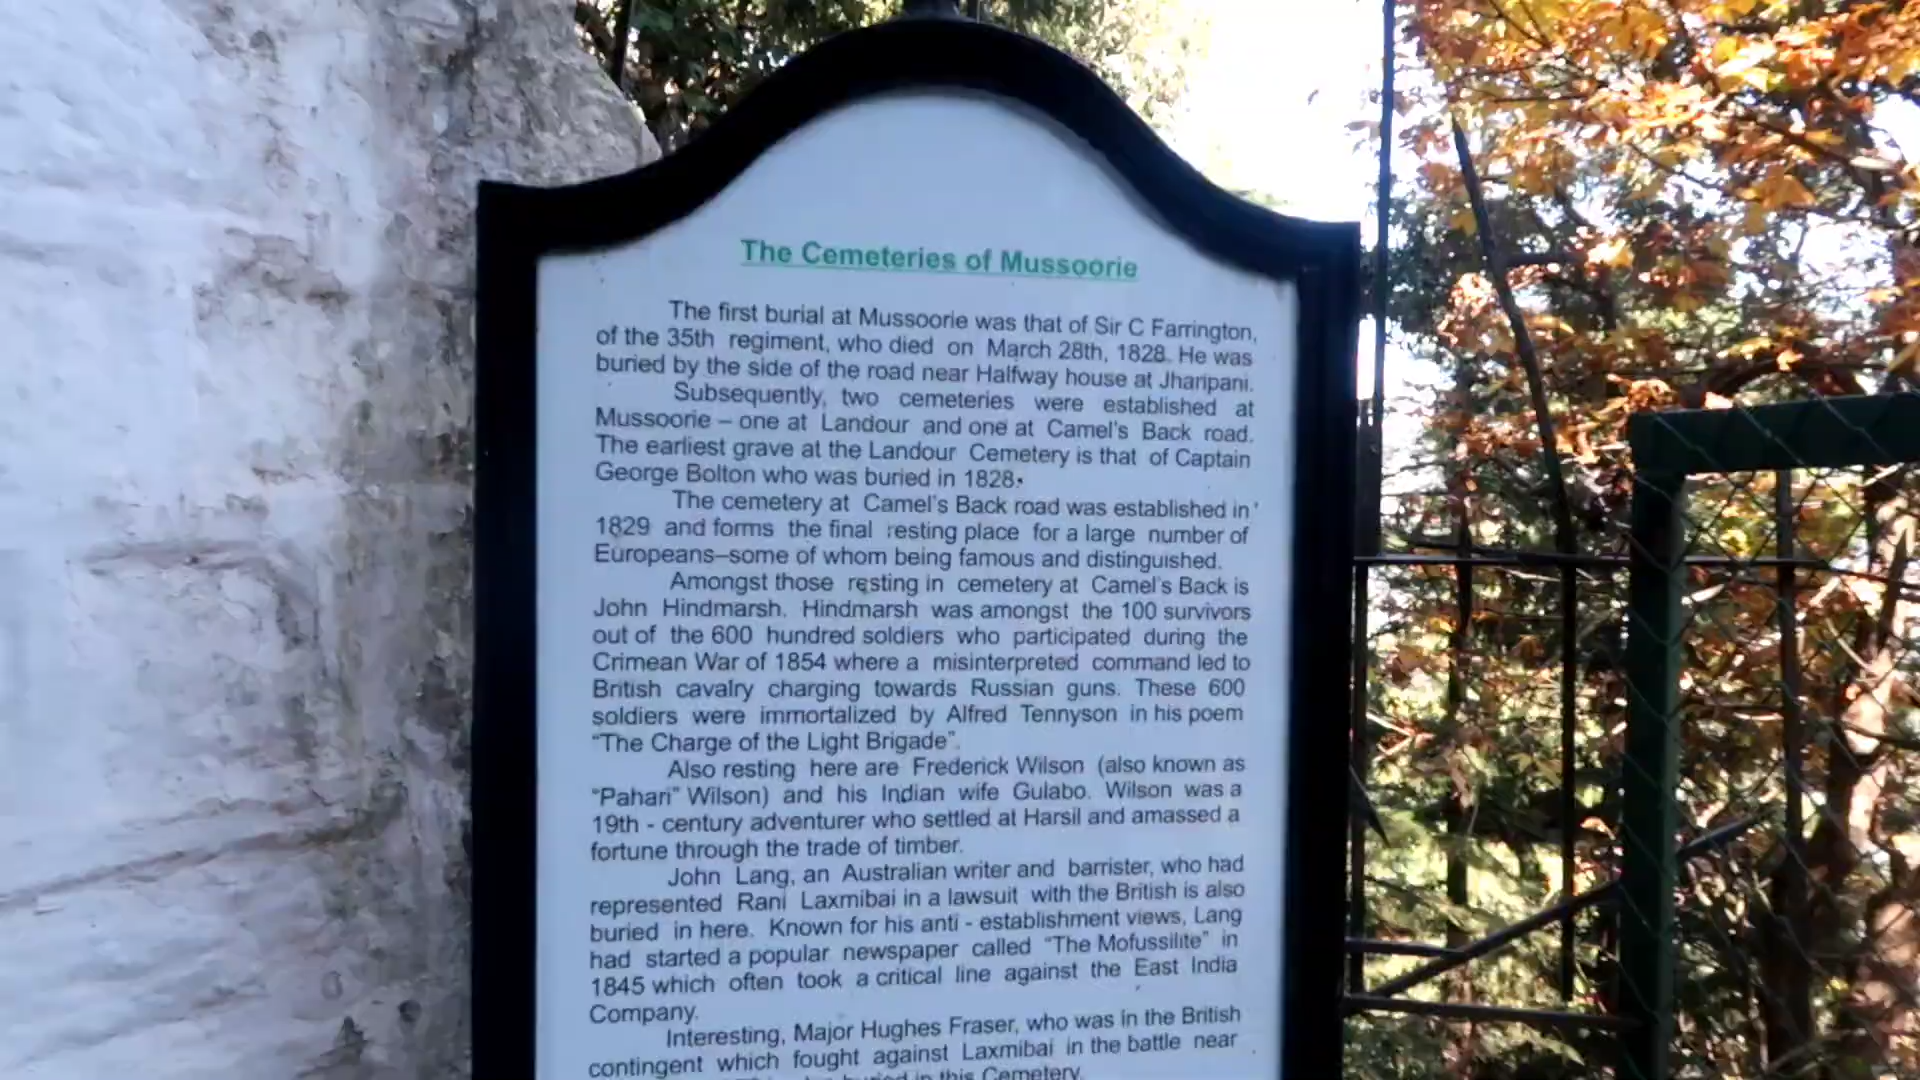 The Cemeteries of Mussoorie
The first burial at Mussoorie was that of Sir C Farrington,
of the 35th regiment, who died on March 28th, 1828. He was
buried by the side of the road near Halfway house at Jharipani.
Subsequently, two cemeteries were established at
Mussoorie – one at Landour and one at Camel's Back road.
The earliest grave at the Landour Cemetery is that of Captain
George Bolton who was buried in 1828.
The cemetery at Camel's Back road was established in
1829 and forms the final resting place for a large number of
Europeans–some of whom being famous and distinguished.
Amongst those resting in cemetery at Camel's Back is
John Hindmarsh. Hindmarsh was amongst the 100 survivors
out of the 600 hundred soldiers who participated during the
Crimean War of 1854 where a misinterpreted command led to
British cavalry charging towards Russian guns. These 600
soldiers were immortalized by Alfred Tennyson in his poem
"The Charge of the Light Brigade".
Also resting here are Frederick Wilson (also known as
"Pahari" Wilson) and his Indian wife Gulabo. Wilson was a
19th - century adventurer who settled at Harsil and amassed a
fortune through the trade of timber.
John Lang, an Australian writer and barrister, who had
represented Rani Laxmibai in a lawsuit with the British is also
buried in here. Known for his anti - establishment views, Lang
had started a popular newspaper called "The Mofussilite" in
1845 which often took a critical line against the East India
Company.
Interesting, Major Hughes Fraser, who was in the British
contingent which fought against Laxmibai in the battle near
buried in this Cemetery.